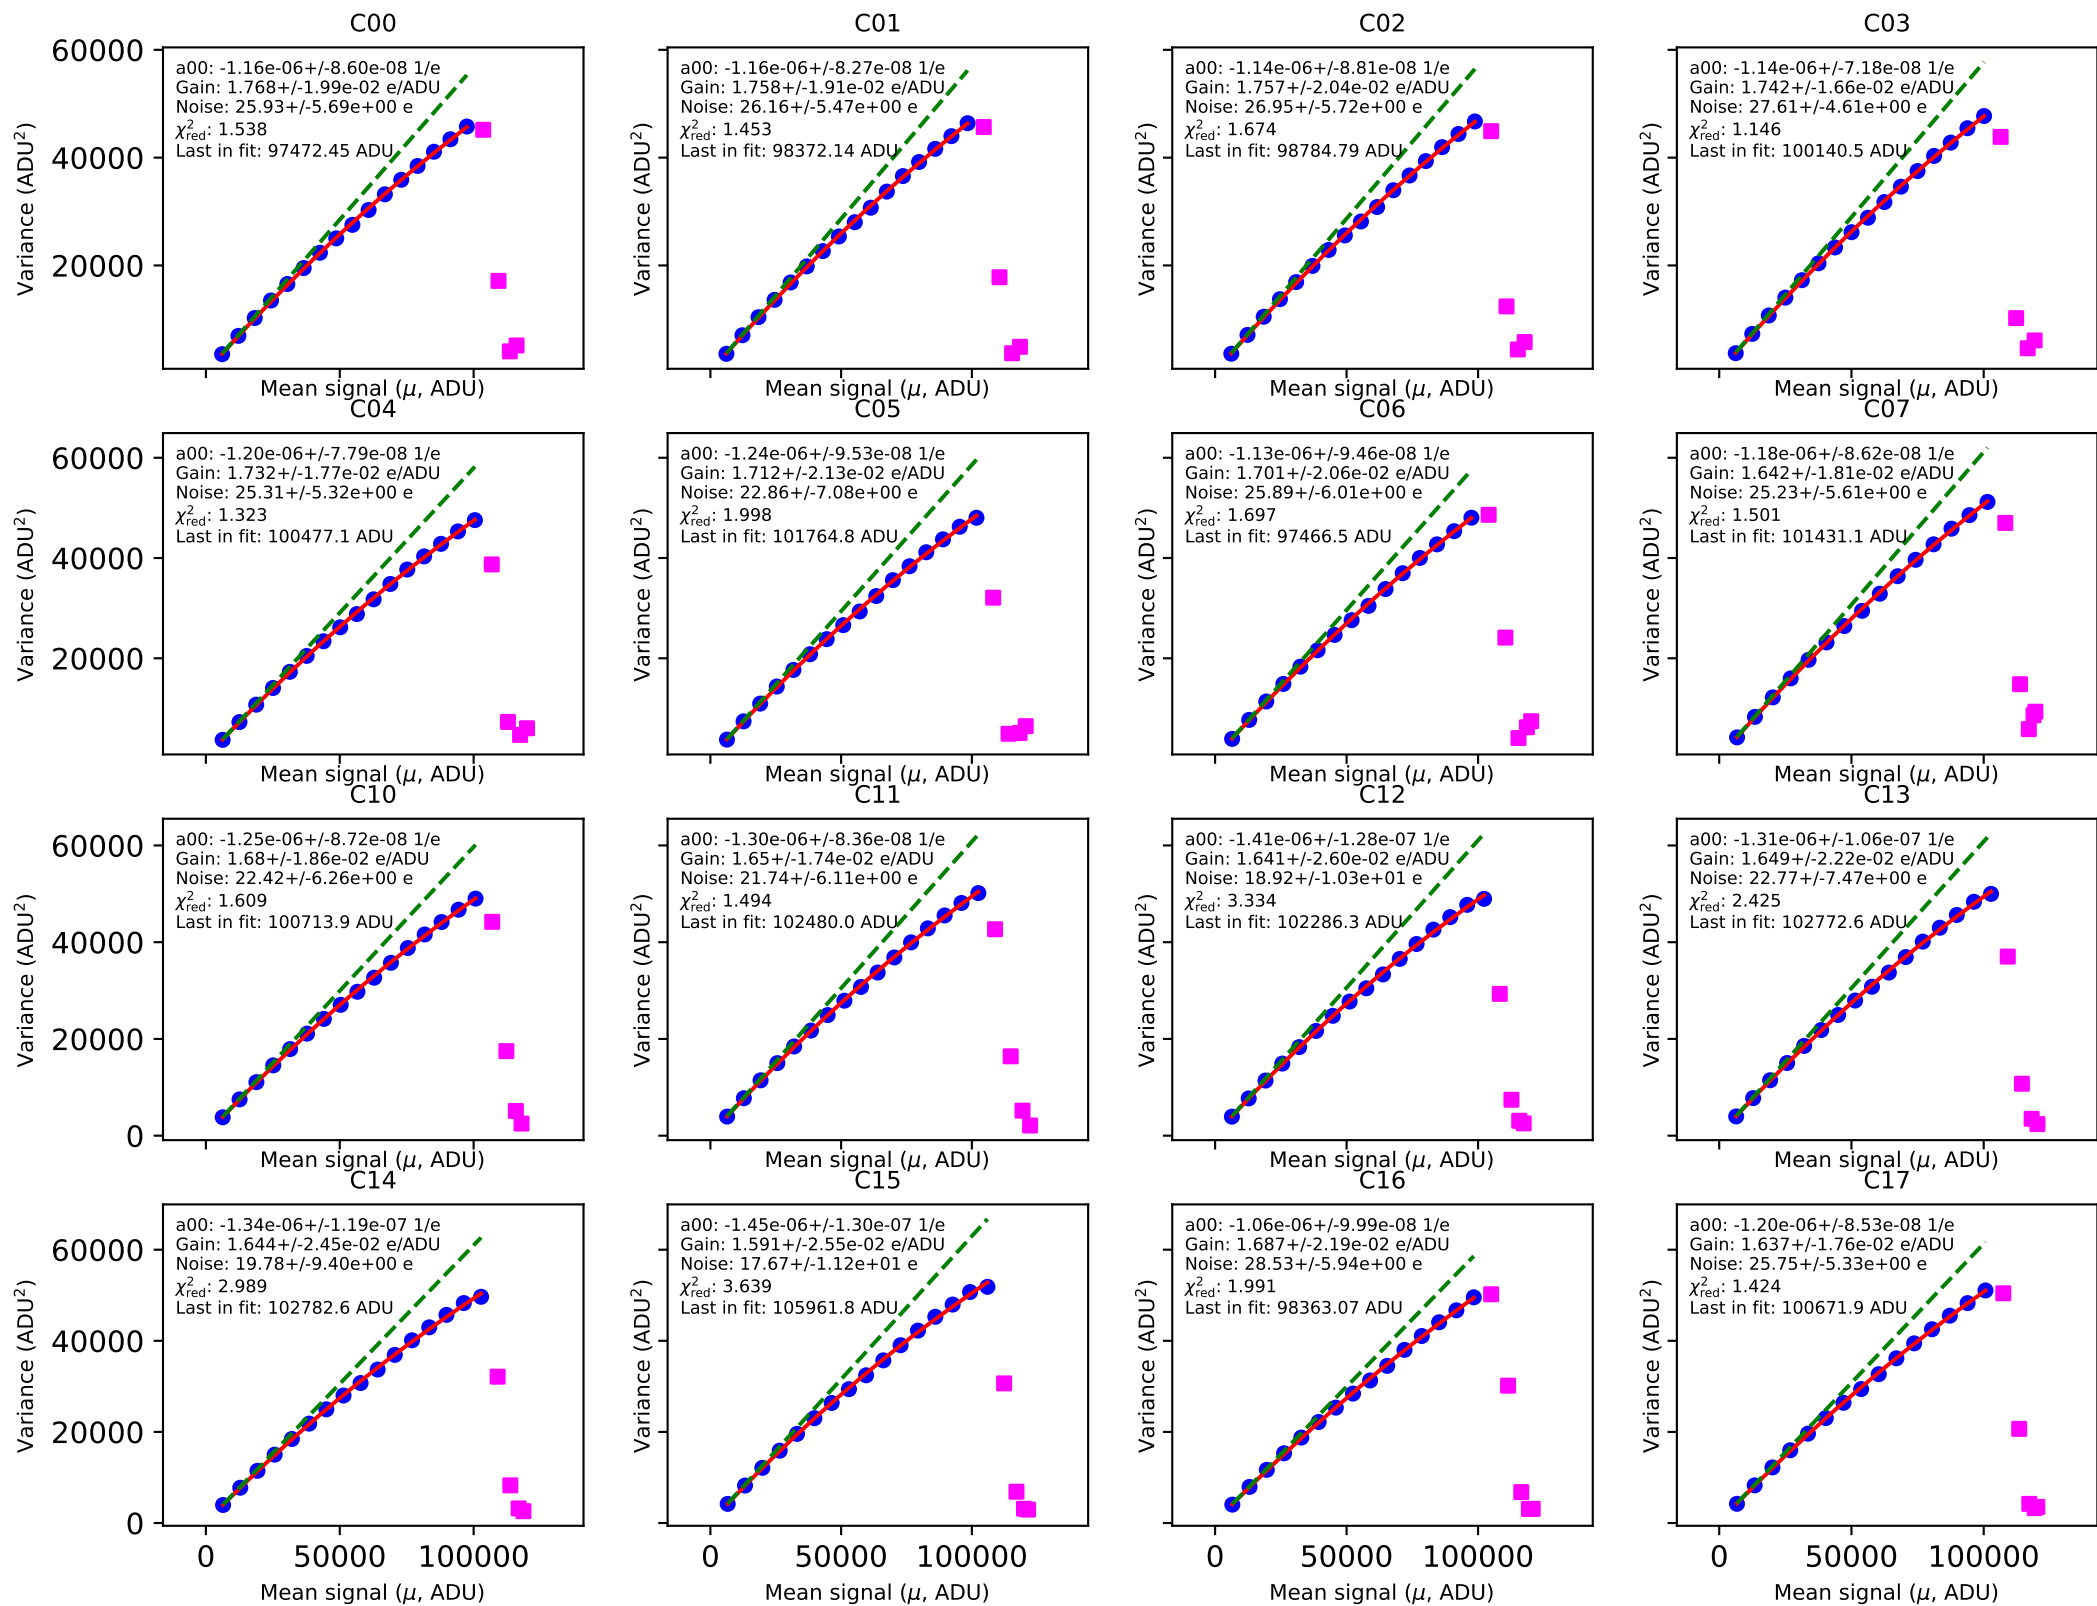 C00 C01 C02 C03
60000
40000
20000
Variance (ADU²)
a00: -1.16e-06+/-8.60e-08 1/e
Gain: 1.768+/-1.99e-02 e/ADU
Noise: 25.93+/-5.69e+00 e
χ²red: 1.538
Last in fit: 97472.45 ADU
Mean signal (μ, ADU)
Variance (ADU²)
a00: -1.16e-06+/-8.27e-08 1/e
Gain: 1.758+/-1.91e-02 e/ADU
Noise: 26.16+/-5.47e+00 e
χ²red: 1.453
Last in fit: 98372.14 ADU
Mean signal (μ, ADU)
Variance (ADU²)
a00: -1.14e-06+/-8.81e-08 1/e
Gain: 1.757+/-2.04e-02 e/ADU
Noise: 26.95+/-5.72e+00 e
χ²red: 1.674
Last in fit: 98784.79 ADU
Mean signal (μ, ADU)
Variance (ADU²)
a00: -1.14e-06+/-7.18e-08 1/e
Gain: 1.742+/-1.66e-02 e/ADU
Noise: 27.61+/-4.61e+00 e
χ²red: 1.146
Last in fit: 100140.5 ADU
Mean signal (μ, ADU)
C04 C05 C06 C07
60000
40000
20000
Variance (ADU²)
a00: -1.20e-06+/-7.79e-08 1/e
Gain: 1.732+/-1.77e-02 e/ADU
Noise: 25.31+/-5.32e+00 e
χ²red: 1.323
Last in fit: 100477.1 ADU
Mean signal (μ, ADU)
Variance (ADU²)
a00: -1.24e-06+/-9.53e-08 1/e
Gain: 1.712+/-2.13e-02 e/ADU
Noise: 22.86+/-7.08e+00 e
χ²red: 1.998
Last in fit: 101764.8 ADU
Mean signal (μ, ADU)
Variance (ADU²)
a00: -1.13e-06+/-9.46e-08 1/e
Gain: 1.701+/-2.06e-02 e/ADU
Noise: 25.89+/-6.01e+00 e
χ²red: 1.697
Last in fit: 97466.5 ADU
Mean signal (μ, ADU)
Variance (ADU²)
a00: -1.18e-06+/-8.62e-08 1/e
Gain: 1.642+/-1.81e-02 e/ADU
Noise: 25.23+/-5.61e+00 e
χ²red: 1.501
Last in fit: 101431.1 ADU
Mean signal (μ, ADU)
C10 C11 C12 C13
60000
40000
20000
0
Variance (ADU²)
a00: -1.25e-06+/-8.72e-08 1/e
Gain: 1.68+/-1.86e-02 e/ADU
Noise: 22.42+/-6.26e+00 e
χ²red: 1.609
Last in fit: 100713.9 ADU
Mean signal (μ, ADU)
Variance (ADU²)
a00: -1.30e-06+/-8.36e-08 1/e
Gain: 1.65+/-1.74e-02 e/ADU
Noise: 21.74+/-6.11e+00 e
χ²red: 1.494
Last in fit: 102480.0 ADU
Mean signal (μ, ADU)
Variance (ADU²)
a00: -1.41e-06+/-1.28e-07 1/e
Gain: 1.641+/-2.60e-02 e/ADU
Noise: 18.92+/-1.03e+01 e
χ²red: 3.334
Last in fit: 102286.3 ADU
Mean signal (μ, ADU)
Variance (ADU²)
a00: -1.31e-06+/-1.06e-07 1/e
Gain: 1.649+/-2.22e-02 e/ADU
Noise: 22.77+/-7.47e+00 e
χ²red: 2.425
Last in fit: 102772.6 ADU
Mean signal (μ, ADU)
C14 C15 C16 C17
60000
40000
20000
0
Variance (ADU²)
a00: -1.34e-06+/-1.19e-07 1/e
Gain: 1.644+/-2.45e-02 e/ADU
Noise: 19.78+/-9.40e+00 e
χ²red: 2.989
Last in fit: 102782.6 ADU
0 50000 100000
Mean signal (μ, ADU)
Variance (ADU²)
a00: -1.45e-06+/-1.30e-07 1/e
Gain: 1.591+/-2.55e-02 e/ADU
Noise: 17.67+/-1.12e+01 e
χ²red: 3.639
Last in fit: 105961.8 ADU
0 50000 100000
Mean signal (μ, ADU)
Variance (ADU²)
a00: -1.06e-06+/-9.99e-08 1/e
Gain: 1.687+/-2.19e-02 e/ADU
Noise: 28.53+/-5.94e+00 e
χ²red: 1.991
Last in fit: 98363.07 ADU
0 50000 100000
Mean signal (μ, ADU)
Variance (ADU²)
a00: -1.20e-06+/-8.53e-08 1/e
Gain: 1.637+/-1.76e-02 e/ADU
Noise: 25.75+/-5.33e+00 e
χ²red: 1.424
Last in fit: 100671.9 ADU
0 50000 100000
Mean signal (μ, ADU)